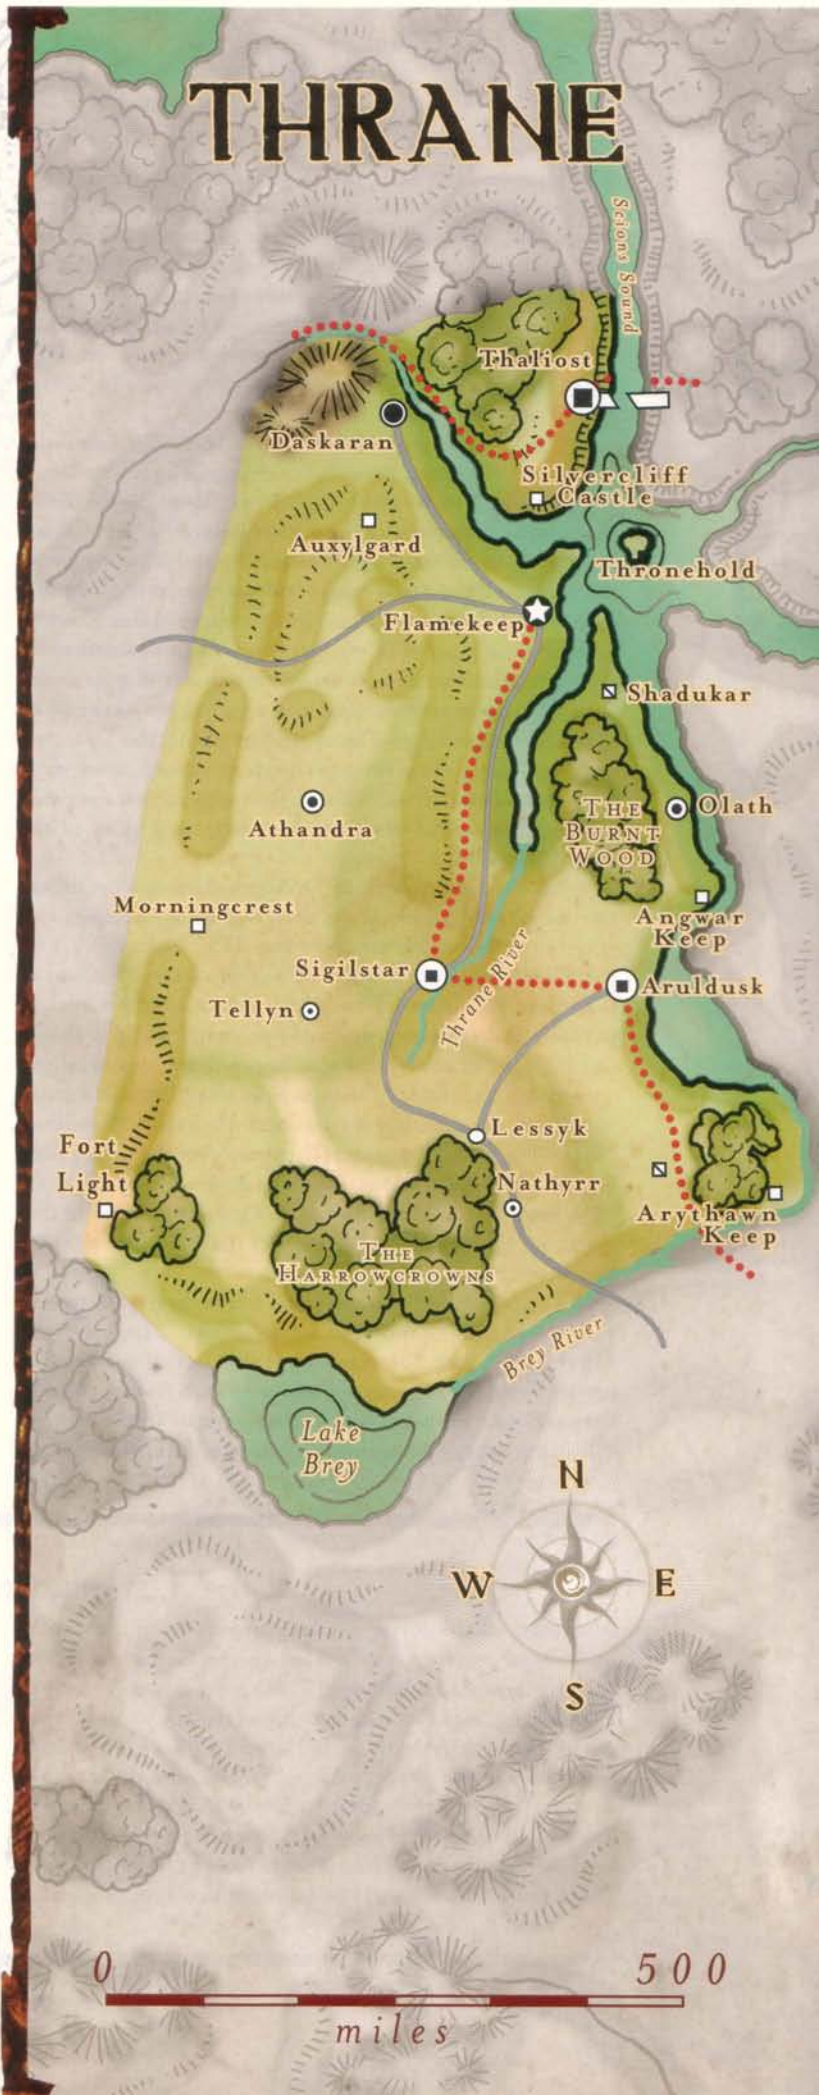 THRANE
Scions Sound
Thaliost
Daskaran
Silvercliff
Castle
Auxylgard
Thronehold
Flamekeep
Shadukar
The
Burnt
Wood
Olath
Athandra
Morningcrest
Angwar
Keep
Sigilstar
Thrane River
Aruldusk
Tellyn
Lessyk
Fort
Light
Nathyrr
Arythawn
Keep
The
Harrowcrowns
Brey River
Lake
Brey
N
W
E
S
0
500
miles